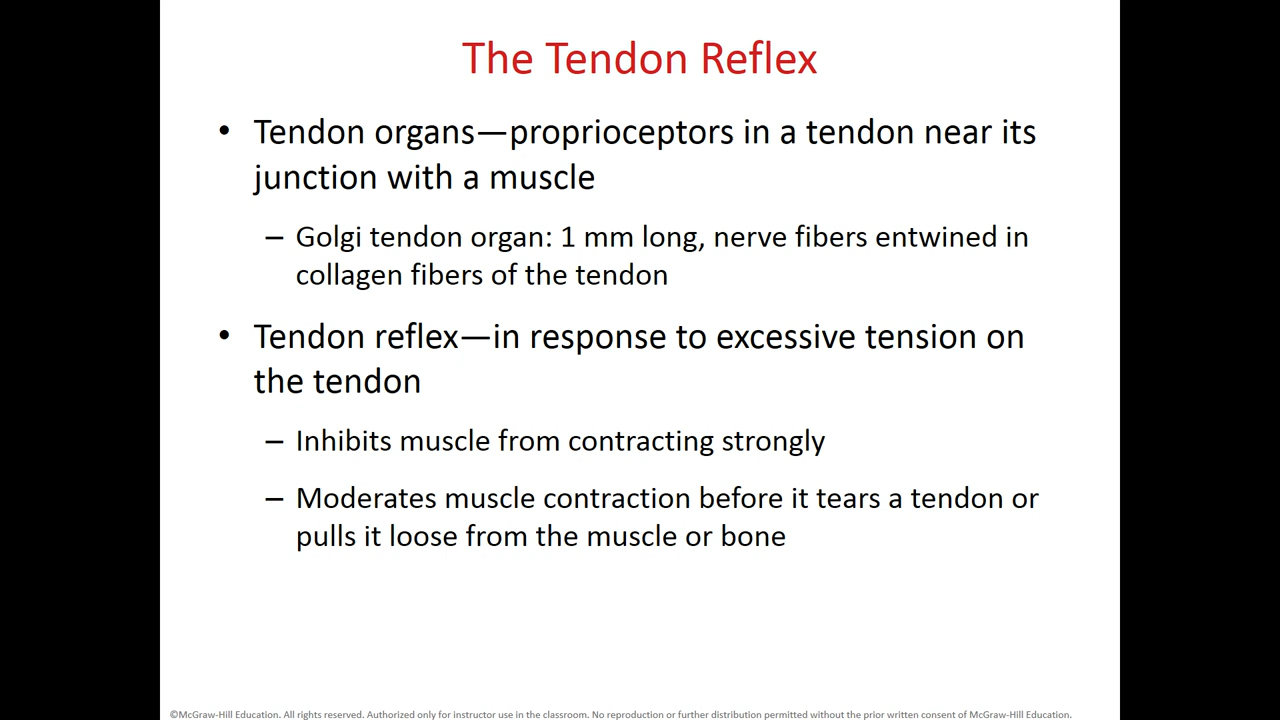 The Tendon Reflex
• Tendon organs—proprioceptors in a tendon near its
junction with a muscle
– Golgi tendon organ: 1 mm long, nerve fibers entwined in
collagen fibers of the tendon
• Tendon reflex—in response to excessive tension on
the tendon
– Inhibits muscle from contracting strongly
– Moderates muscle contraction before it tears a tendon or
pulls it loose from the muscle or bone
©McGraw-Hill Education. All rights reserved. Authorized only for instructor use in the classroom. No reproduction or further distribution permitted without the prior written consent of McGraw-Hill Education.